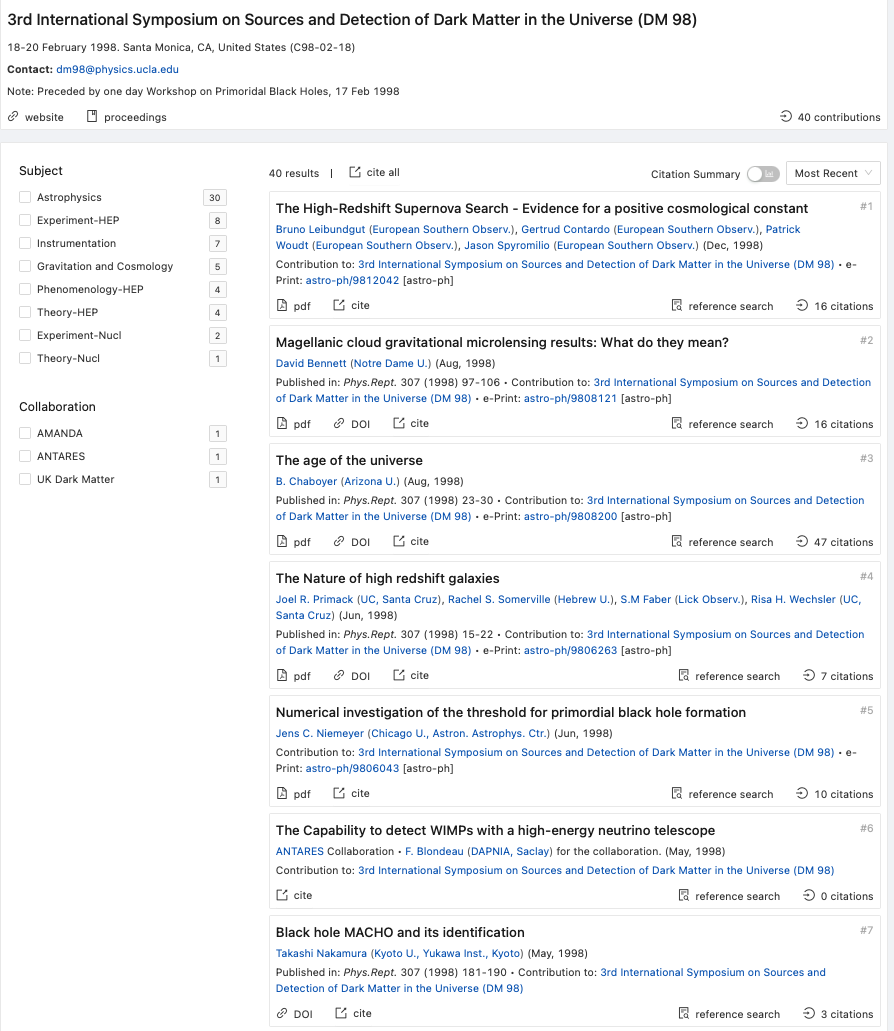 3rd International Symposium on Sources and Detection of Dark Matter in the Universe (DM 98)
18-20 February 1998. Santa Monica, CA, United States (C98-02-18)
Contact: dm98@physics.ucla.edu
Note: Preceded by one day Workshop on Primoridal Black Holes, 17 Feb 1998
website proceedings 40 contributions
Subject
Astrophysics 30
Experiment-HEP 8
Instrumentation 7
Gravitation and Cosmology 5
Phenomenology-HEP 4
Theory-HEP 4
Experiment-Nucl 2
Theory-Nucl 1
Collaboration
AMANDA 1
ANTARES 1
UK Dark Matter 1
40 results | cite all Citation Summary Most Recent
The High-Redshift Supernova Search - Evidence for a positive cosmological constant #1
Bruno Leibundgut (European Southern Observ.), Gertrud Contardo (European Southern Observ.), Patrick
Woudt (European Southern Observ.), Jason Spyromilio (European Southern Observ.) (Dec, 1998)
Contribution to: 3rd International Symposium on Sources and Detection of Dark Matter in the Universe (DM 98) • e-
Print: astro-ph/9812042 [astro-ph]
pdf cite reference search 16 citations
Magellanic cloud gravitational microlensing results: What do they mean? #2
David Bennett (Notre Dame U.) (Aug, 1998)
Published in: Phys.Rept. 307 (1998) 97-106 • Contribution to: 3rd International Symposium on Sources and Detection
of Dark Matter in the Universe (DM 98) • e-Print: astro-ph/9808121 [astro-ph]
pdf DOI cite reference search 16 citations
The age of the universe #3
B. Chaboyer (Arizona U.) (Aug, 1998)
Published in: Phys.Rept. 307 (1998) 23-30 • Contribution to: 3rd International Symposium on Sources and Detection
of Dark Matter in the Universe (DM 98) • e-Print: astro-ph/9808200 [astro-ph]
pdf DOI cite reference search 47 citations
The Nature of high redshift galaxies #4
Joel R. Primack (UC, Santa Cruz), Rachel S. Somerville (Hebrew U.), S.M Faber (Lick Observ.), Risa H. Wechsler (UC,
Santa Cruz) (Jun, 1998)
Published in: Phys.Rept. 307 (1998) 15-22 • Contribution to: 3rd International Symposium on Sources and Detection
of Dark Matter in the Universe (DM 98) • e-Print: astro-ph/9806263 [astro-ph]
pdf DOI cite reference search 7 citations
Numerical investigation of the threshold for primordial black hole formation #5
Jens C. Niemeyer (Chicago U., Astron. Astrophys. Ctr.) (Jun, 1998)
Contribution to: 3rd International Symposium on Sources and Detection of Dark Matter in the Universe (DM 98) • e-
Print: astro-ph/9806043 [astro-ph]
pdf cite reference search 10 citations
The Capability to detect WIMPs with a high-energy neutrino telescope #6
ANTARES Collaboration • F. Blondeau (DAPNIA, Saclay) for the collaboration. (May, 1998)
Contribution to: 3rd International Symposium on Sources and Detection of Dark Matter in the Universe (DM 98)
cite reference search 0 citations
Black hole MACHO and its identification #7
Takashi Nakamura (Kyoto U., Yukawa Inst., Kyoto) (May, 1998)
Published in: Phys.Rept. 307 (1998) 181-190 • Contribution to: 3rd International Symposium on Sources and
Detection of Dark Matter in the Universe (DM 98)
DOI cite reference search 3 citations